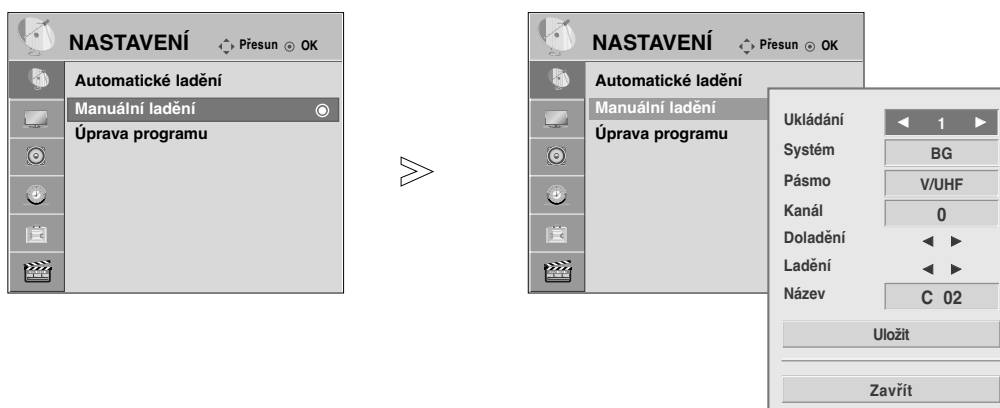 NASTAVENÍ Přesun OK
Automatické ladění
Manuální ladění
Úprava programu
NASTAVENÍ Přesun OK
Automatické ladění
Manuální ladění
Úprava programu
Ukládání ◄ 1 ►
Systém BG
Pásmo V/UHF
Kanál 0
Doladění ◄ ►
Ladění ◄ ►
Název C 02
Uložit
Zavřít